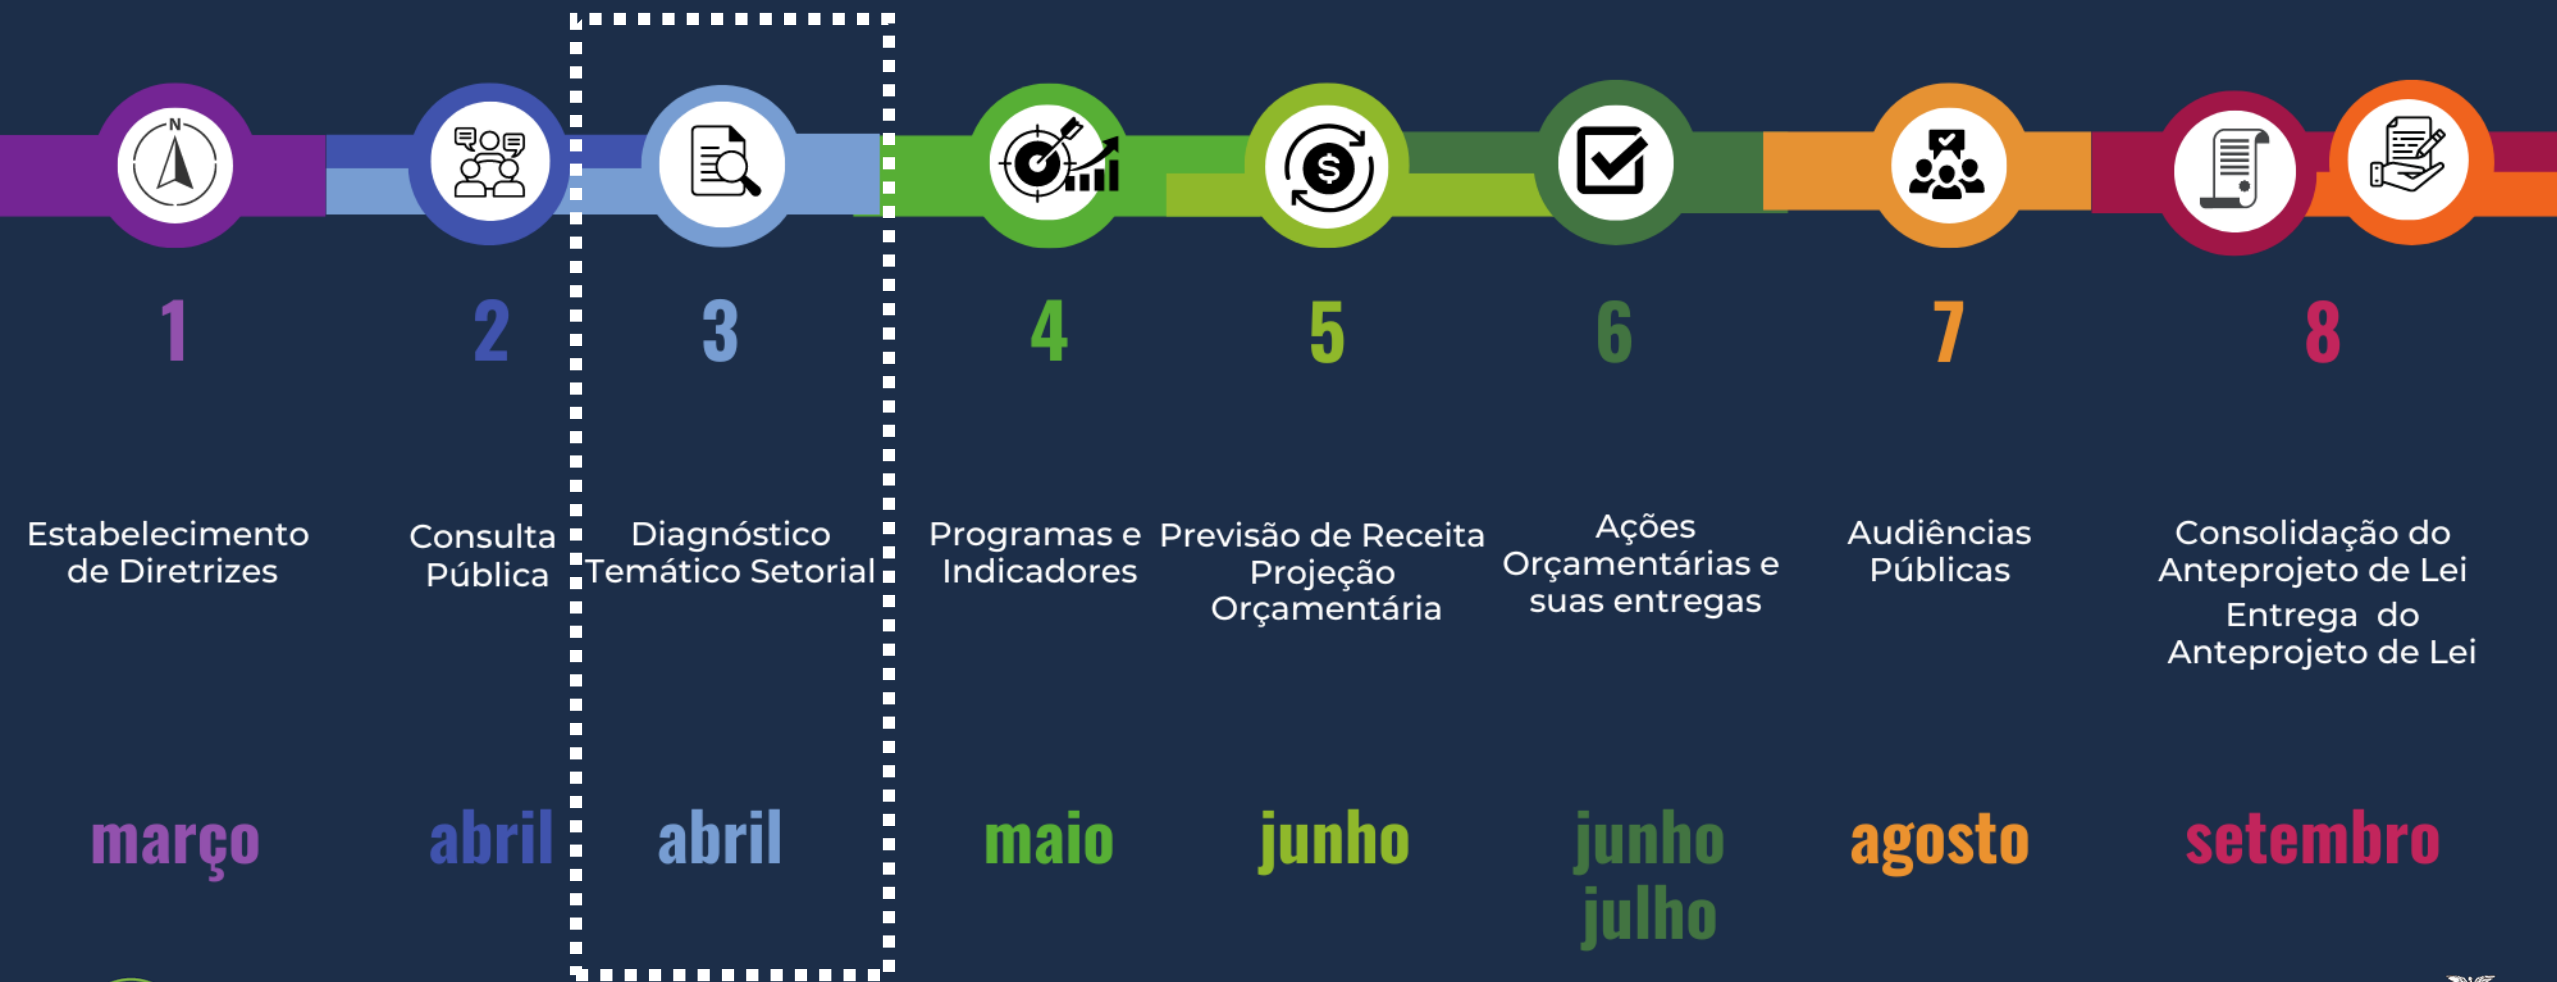 N
$
1
2
3
4
5
6
7
8
Estabelecimento
de Diretrizes
Consulta
Pública
Diagnóstico
Temático Setorial
Programas e
Indicadores
Previsão de Receita
Projeção
Orçamentária
Ações
Orçamentárias e
suas entregas
Audiências
Públicas
Consolidação do
Anteprojeto de Lei
Entrega do
Anteprojeto de Lei
março
abril
abril
maio
junho
junho
julho
agosto
setembro